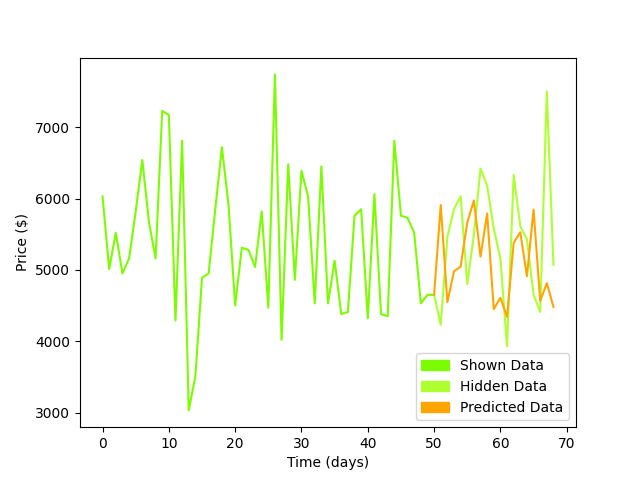 7000
6000
5000
4000
3000
Price ($)
0 10 20 30 40 50 60 70
Time (days)
Shown Data
Hidden Data
Predicted Data